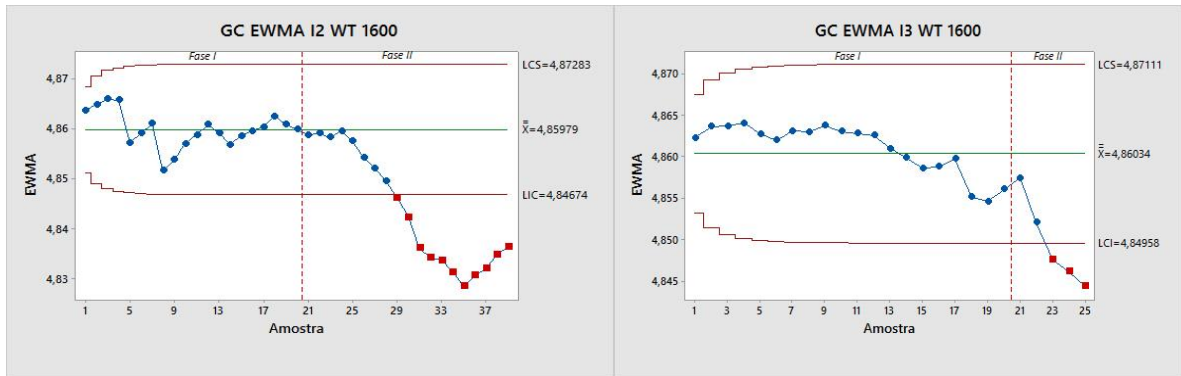 GC EWMA I2 WT 1600
Fase I
Fase II
4,87
4,86
4,85
4,84
4,83
EWMA
LCS=4,87283
X=4,85979
LIC=4,84674
1 5 9 13 17 21 25 29 33 37
Amostra
GC EWMA I3 WT 1600
Fase I
Fase II
4,870
4,865
4,860
4,855
4,850
4,845
EWMA
LCS=4,87111
X=4,86034
LCI=4,84958
1 3 5 7 9 11 13 15 17 19 21 23 25
Amostra